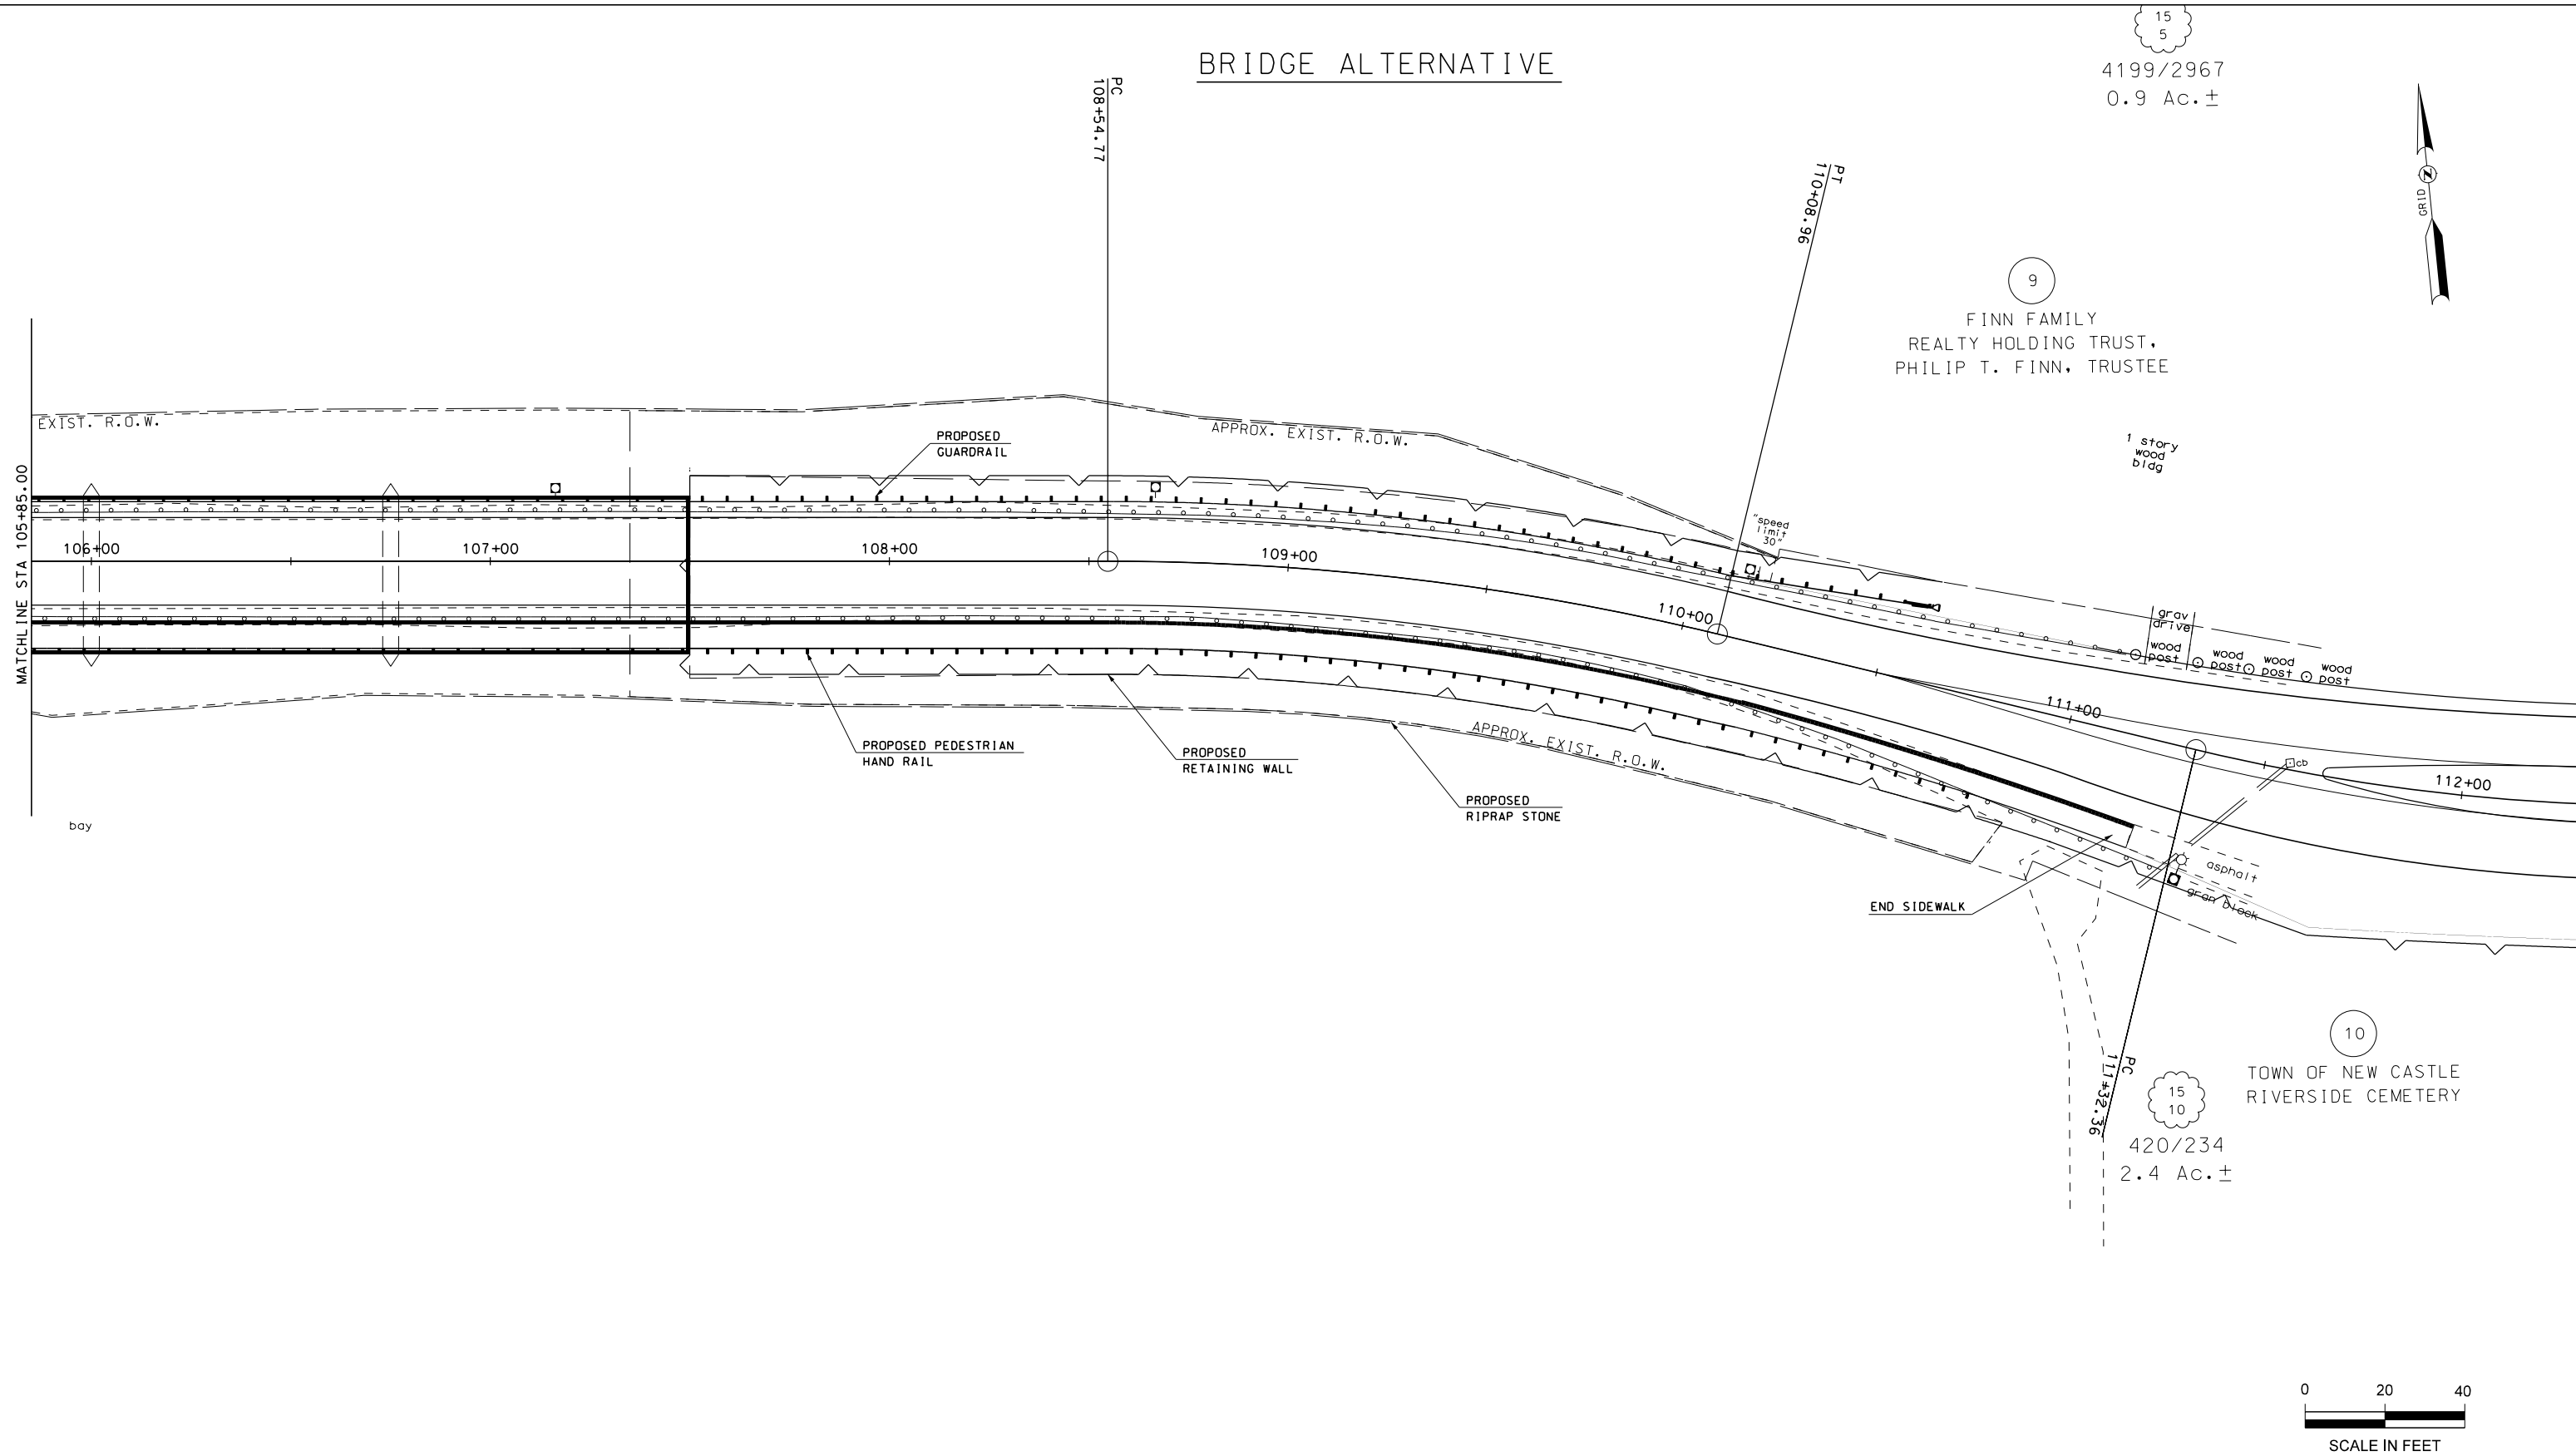 BRIDGE ALTERNATIVE
15
5
4199/2967
0.9 Ac.±
PC
108+54.77
PT
110+08.96
GRID
N
9
FINN FAMILY
REALTY HOLDING TRUST,
PHILIP T. FINN, TRUSTEE
EXIST. R.O.W.
PROPOSED
GUARDRAIL
APPROX. EXIST. R.O.W.
1 story
wood
bldg
MATCHLINE STA 105+85.00
"speed
limit
30"
106+00
107+00
108+00
109+00
110+00
111+00
112+00
grav
drive
wood
post
wood
post
wood
post
wood
post
PROPOSED PEDESTRIAN
HAND RAIL
PROPOSED
RETAINING WALL
APPROX. EXIST. R.O.W.
PROPOSED
RIPRAP STONE
cb
bay
asphalt
gran block
END SIDEWALK
PC
111+32.36
10
TOWN OF NEW CASTLE
RIVERSIDE CEMETERY
15
10
420/234
2.4 Ac.±
0 20 40
SCALE IN FEET